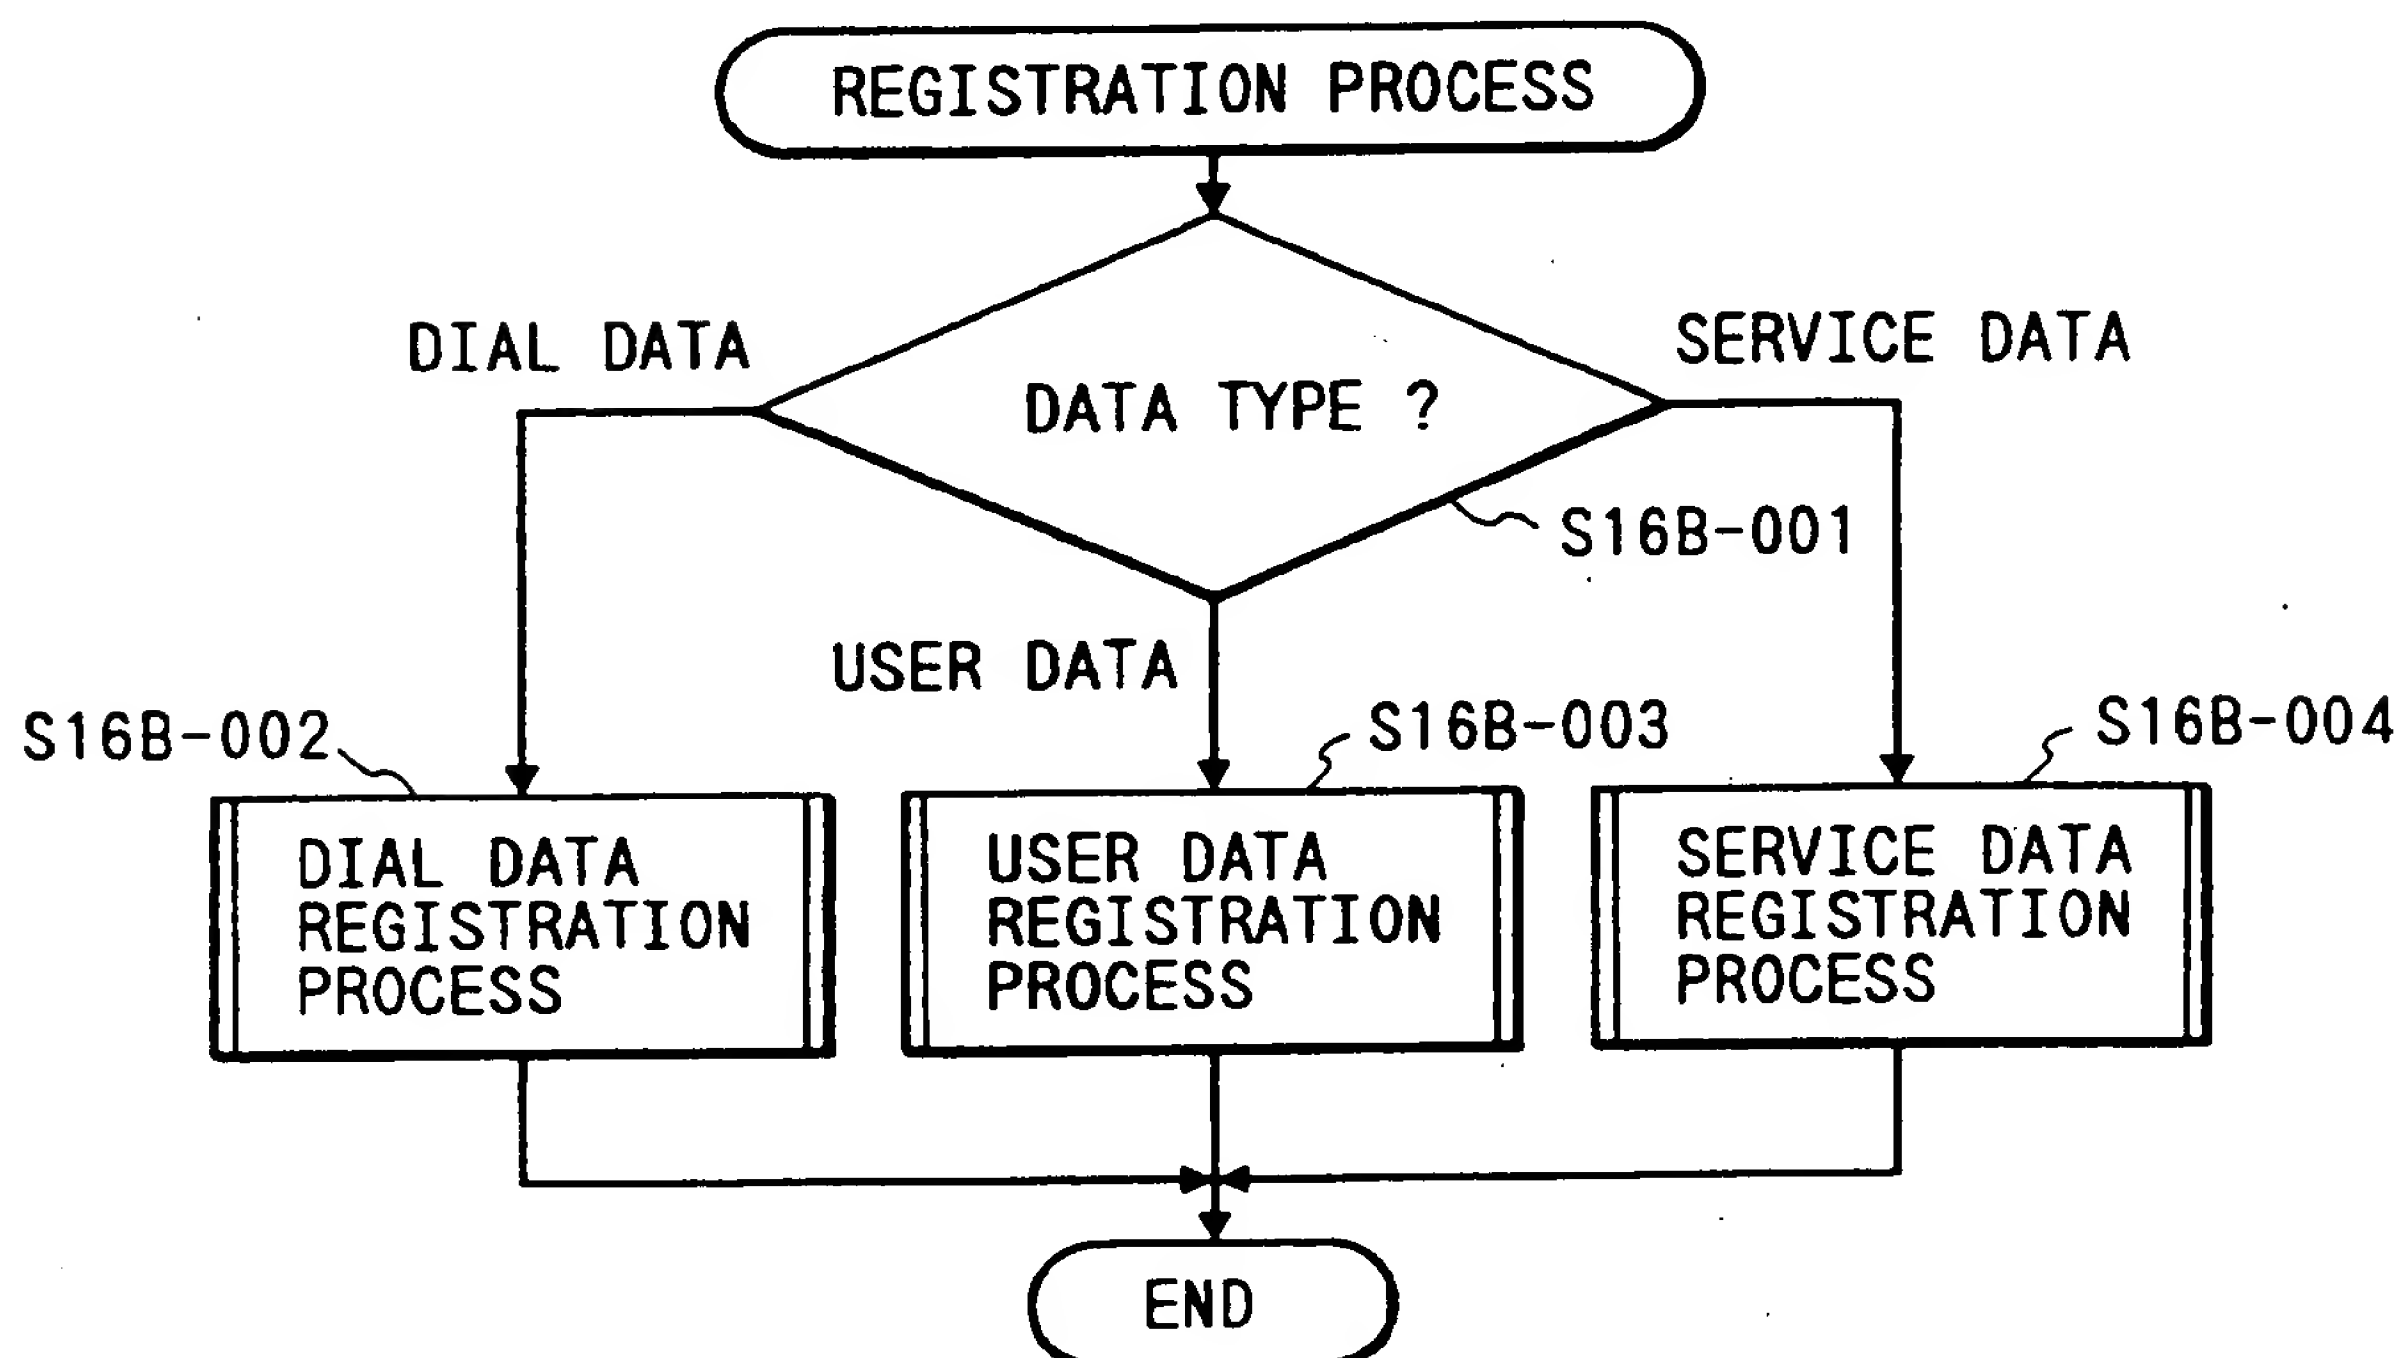 REGISTRATION PROCESS
DIAL DATA
SERVICE DATA
DATA TYPE ?
S16B-001
USER DATA
S16B-002
S16B-003
S16B-004
DIAL DATA
REGISTRATION
PROCESS
USER DATA
REGISTRATION
PROCESS
SERVICE DATA
REGISTRATION
PROCESS
END